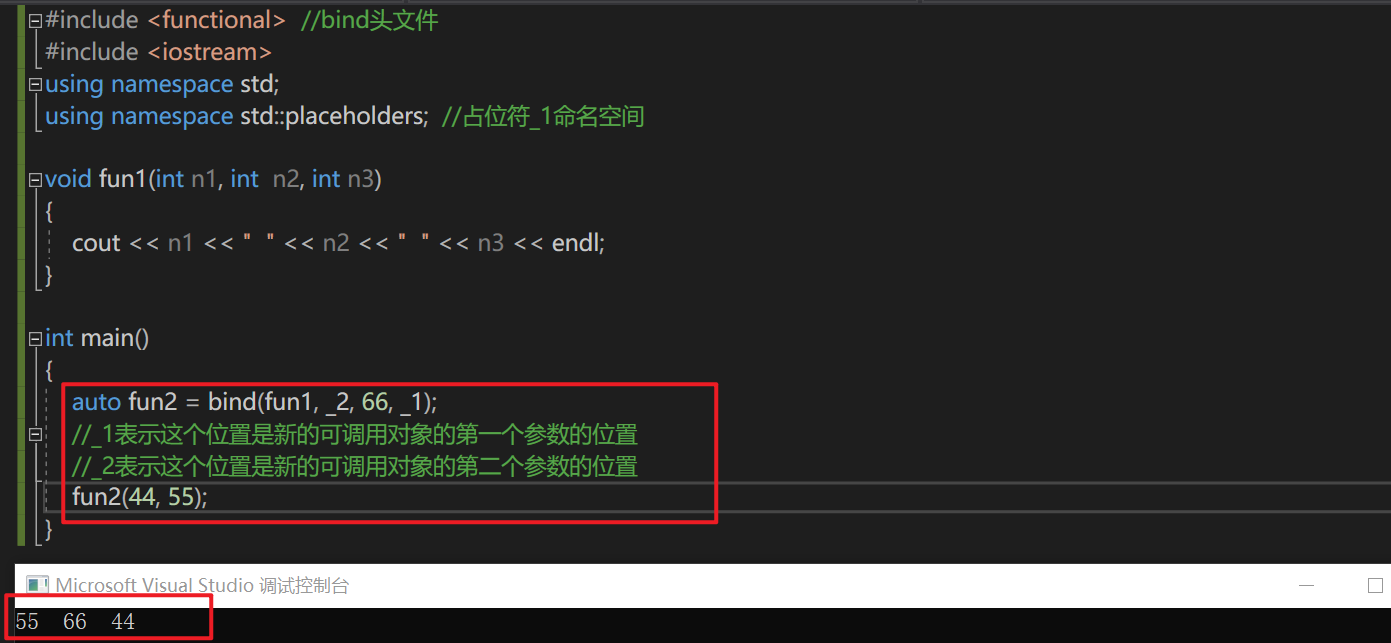 #include <functional>  //bind头文件
#include <iostream>
using namespace std;
using namespace std::placeholders;  //占位符_1命名空间
void fun1(int n1, int  n2, int n3)
{
cout << n1 << "  " << n2 << "  " << n3 << endl;
}
int main()
{
auto fun2 = bind(fun1, _2, 66, _1);
//_1表示这个位置是新的可调用对象的第一个参数的位置
//_2表示这个位置是新的可调用对象的第二个参数的位置
fun2(44, 55);
}
Microsoft Visual Studio 调试控制台
55  66  44